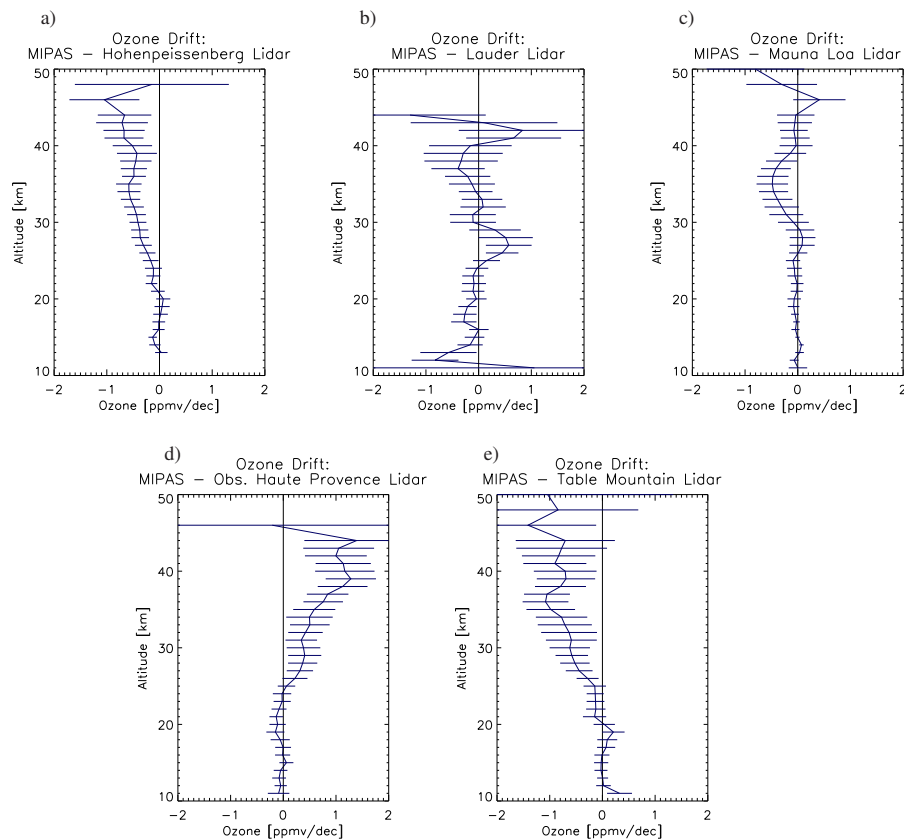 a)
Ozone Drift:
MIPAS − Hohenpeissenberg Lidar
50
40
30
20
10
Altitude [km]
−2 −1 0 1 2
Ozone [ppmv/dec]
b)
Ozone Drift:
MIPAS − Lauder Lidar
50
40
30
20
10
Altitude [km]
−2 −1 0 1 2
Ozone [ppmv/dec]
c)
Ozone Drift:
MIPAS − Mauna Loa Lidar
50
40
30
20
10
Altitude [km]
−2 −1 0 1 2
Ozone [ppmv/dec]
d)
Ozone Drift:
MIPAS − Obs. Haute Provence Lidar
50
40
30
20
10
Altitude [km]
−2 −1 0 1 2
Ozone [ppmv/dec]
e)
Ozone Drift:
MIPAS − Table Mountain Lidar
50
40
30
20
10
Altitude [km]
−2 −1 0 1 2
Ozone [ppmv/dec]